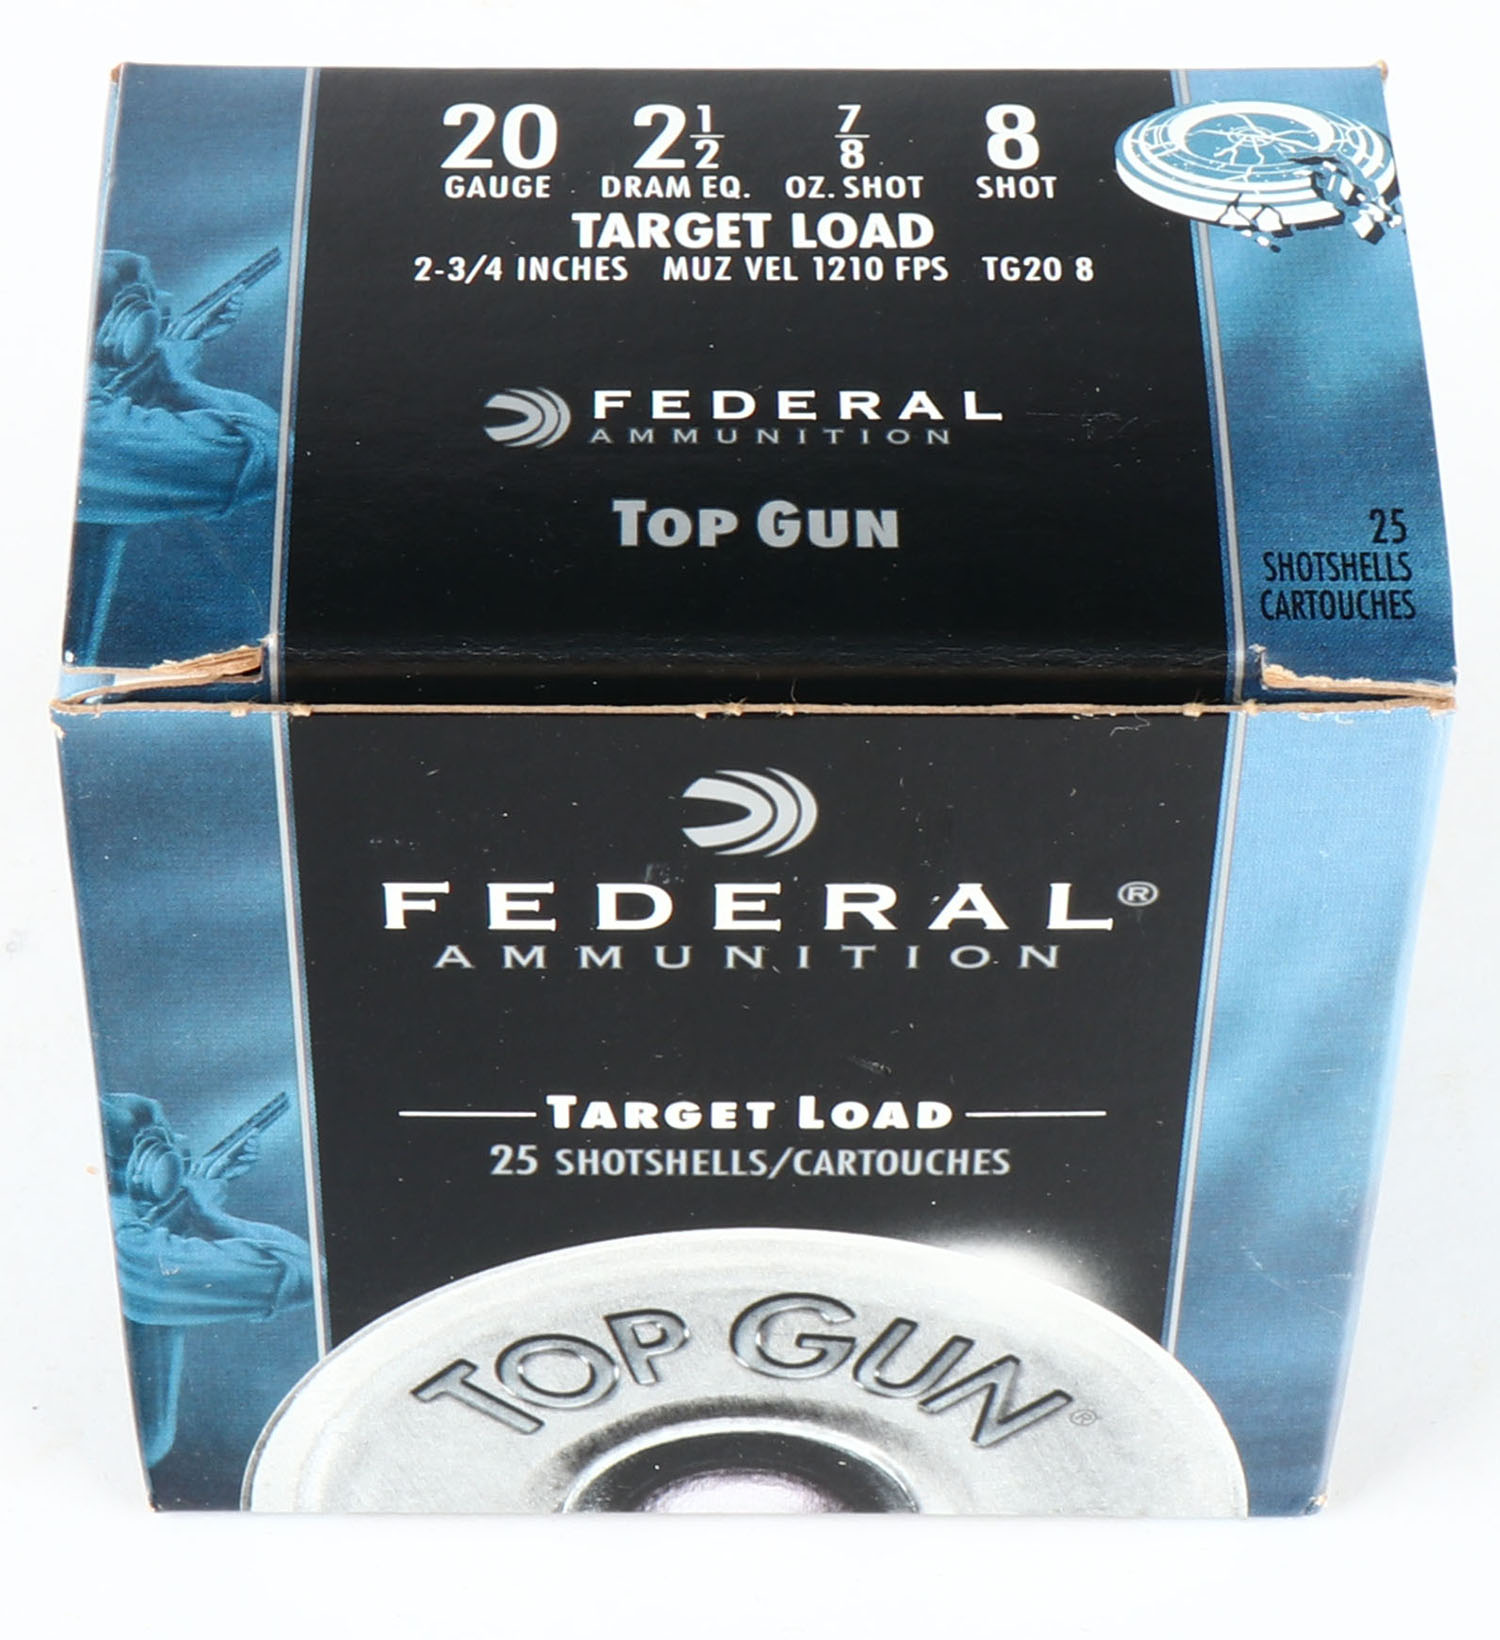 20 2 1/2 7/8 8
GAUGE DRAM EQ. OZ. SHOT SHOT
TARGET LOAD
2-3/4 INCHES MUZ VEL 1210 FPS TG20 8
FEDERAL
AMMUNITION
TOP GUN
25
SHOTSHELLS
CARTOUCHES
FEDERAL®
AMMUNITION
TARGET LOAD
25 SHOTSHELLS/CARTOUCHES
TOP GUN®